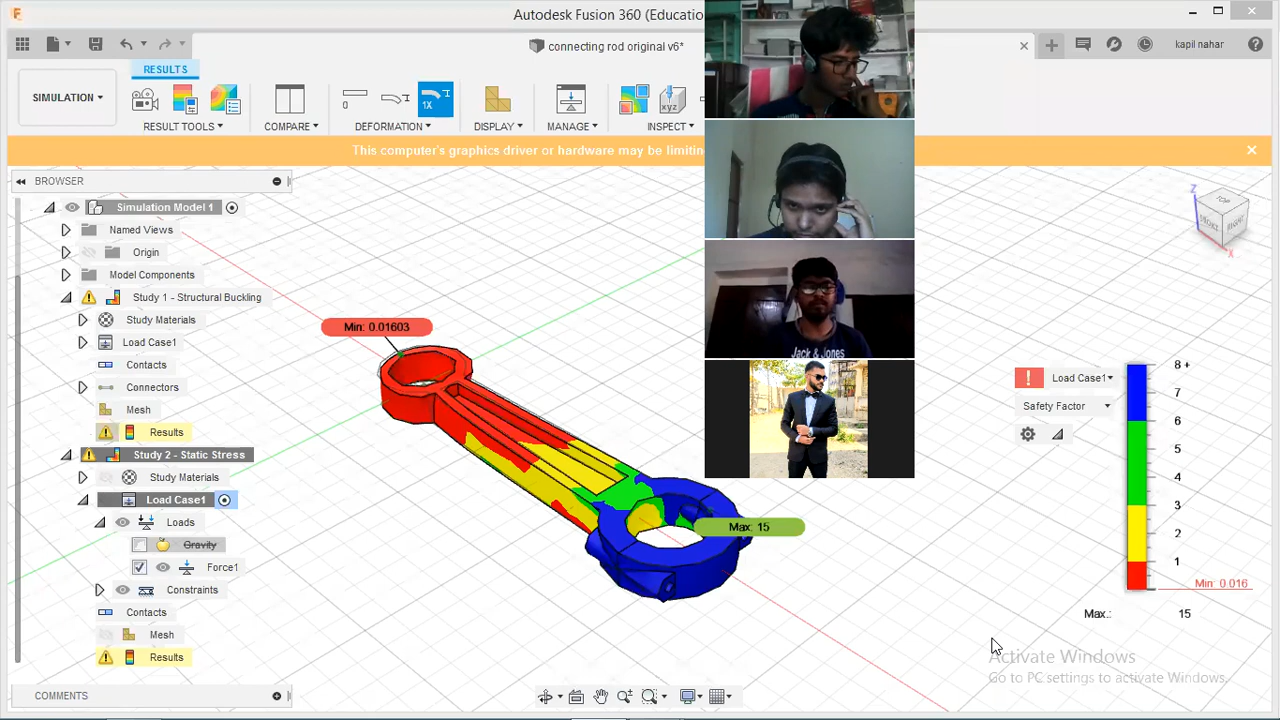 Autodesk Fusion 360 (Educatio
connecting rod original v6*
kapil nahar
RESULTS
SIMULATION
0
1X
xyz
RESULT TOOLS
COMPARE
DEFORMATION
DISPLAY
MANAGE
INSPECT
This computer's graphics driver or hardware may be limitin
BROWSER
Simulation Model 1
Named Views
Origin
Model Components
Study 1 - Structural Buckling
Study Materials
Load Case1
Contacts
Connectors
Mesh
Results
Study 2 - Static Stress
Study Materials
Load Case1
Loads
Gravity
Force1
Constraints
Contacts
Mesh
Results
COMMENTS
Min: 0.01603
Max: 15
Jack & Jones
Z
X
Load Case1
Safety Factor
8+
7
6
5
4
3
1
Min: 0.016
Max.: 15
Activate Windows
Go to PC settings to activate Windows.